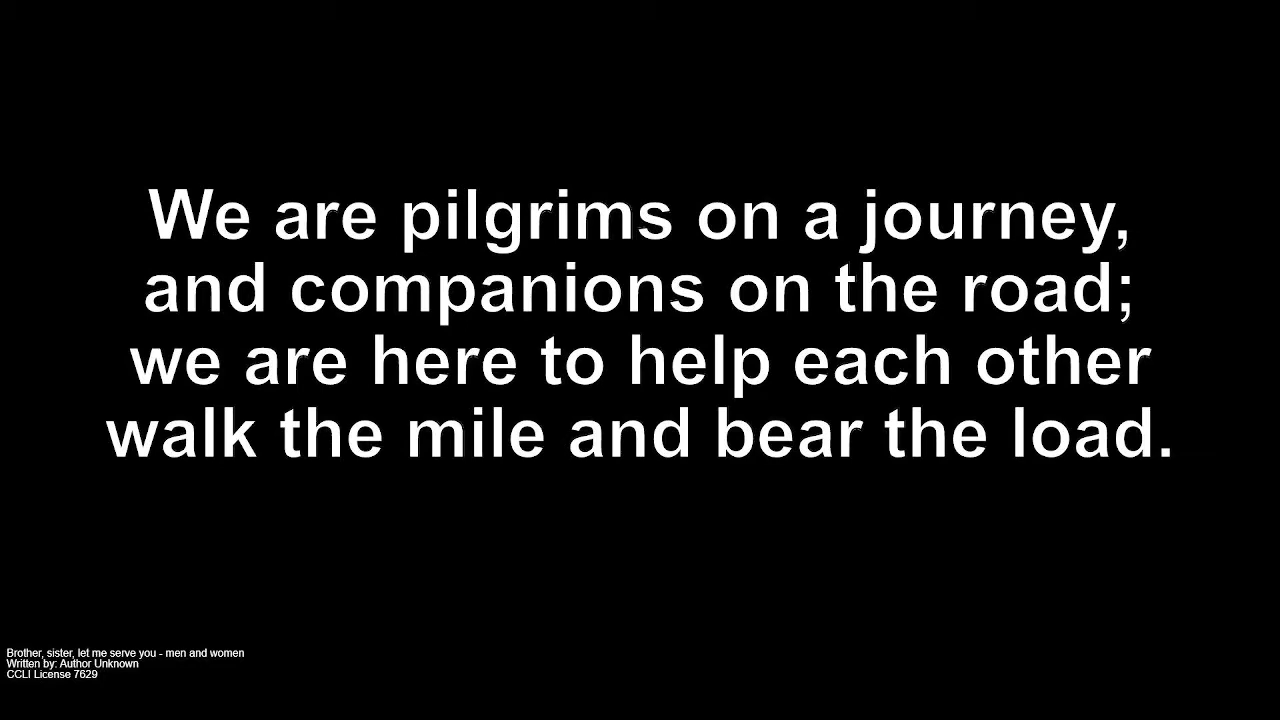 We are pilgrims on a journey,
and companions on the road;
we are here to help each other
walk the mile and bear the load.
Brother, sister, let me serve you - men and women
Written by: Author Unknown
CCLI License 7629